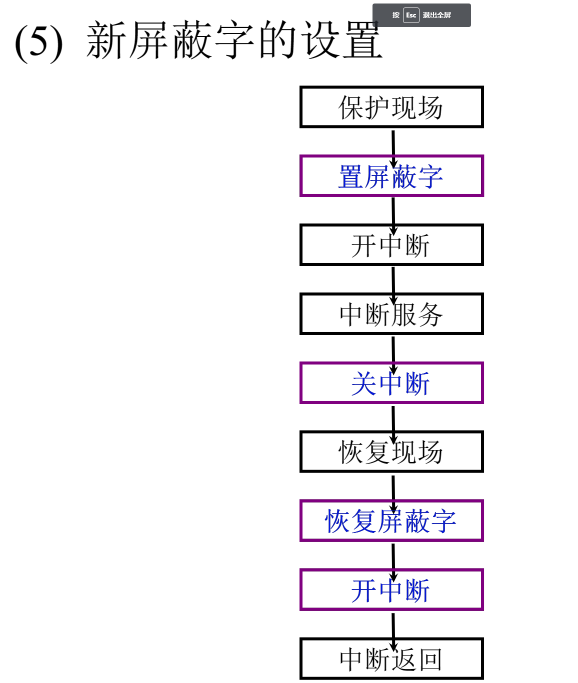 按 Esc 退出全屏
(5) 新屏蔽字的设置
保护现场
置屏蔽字
开中断
中断服务
关中断
恢复现场
恢复屏蔽字
开中断
中断返回